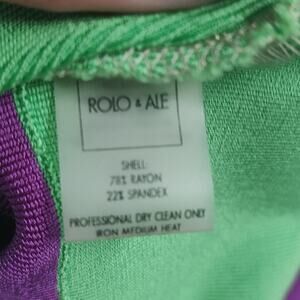 ROLO & ALE
SHELL:
78% RAYON
22% SPANDEX
PROFESSIONAL DRY CLEAN ONLY
IRON MEDIUM HEAT